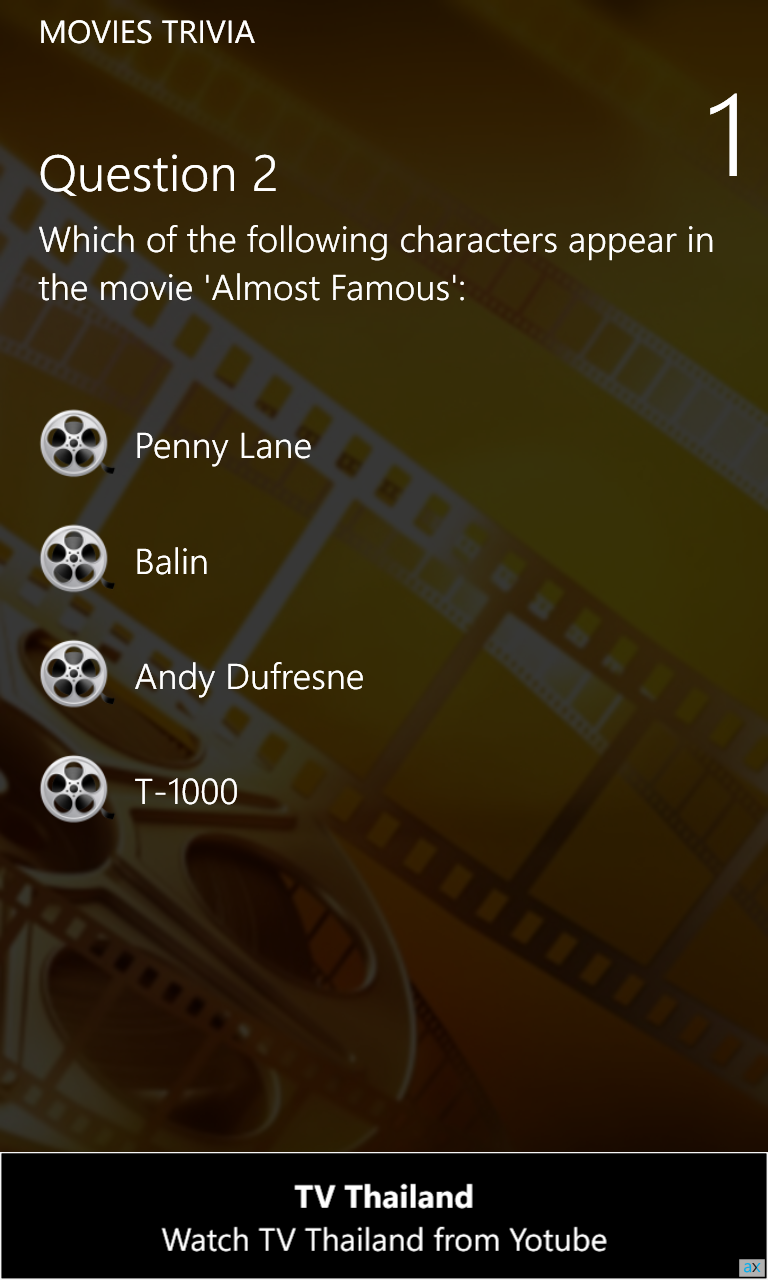 MOVIES TRIVIA
1
Question 2
Which of the following characters appear in
the movie 'Almost Famous':
Penny Lane
Balin
Andy Dufresne
T-1000
TV Thailand
Watch TV Thailand from Yotube
ax